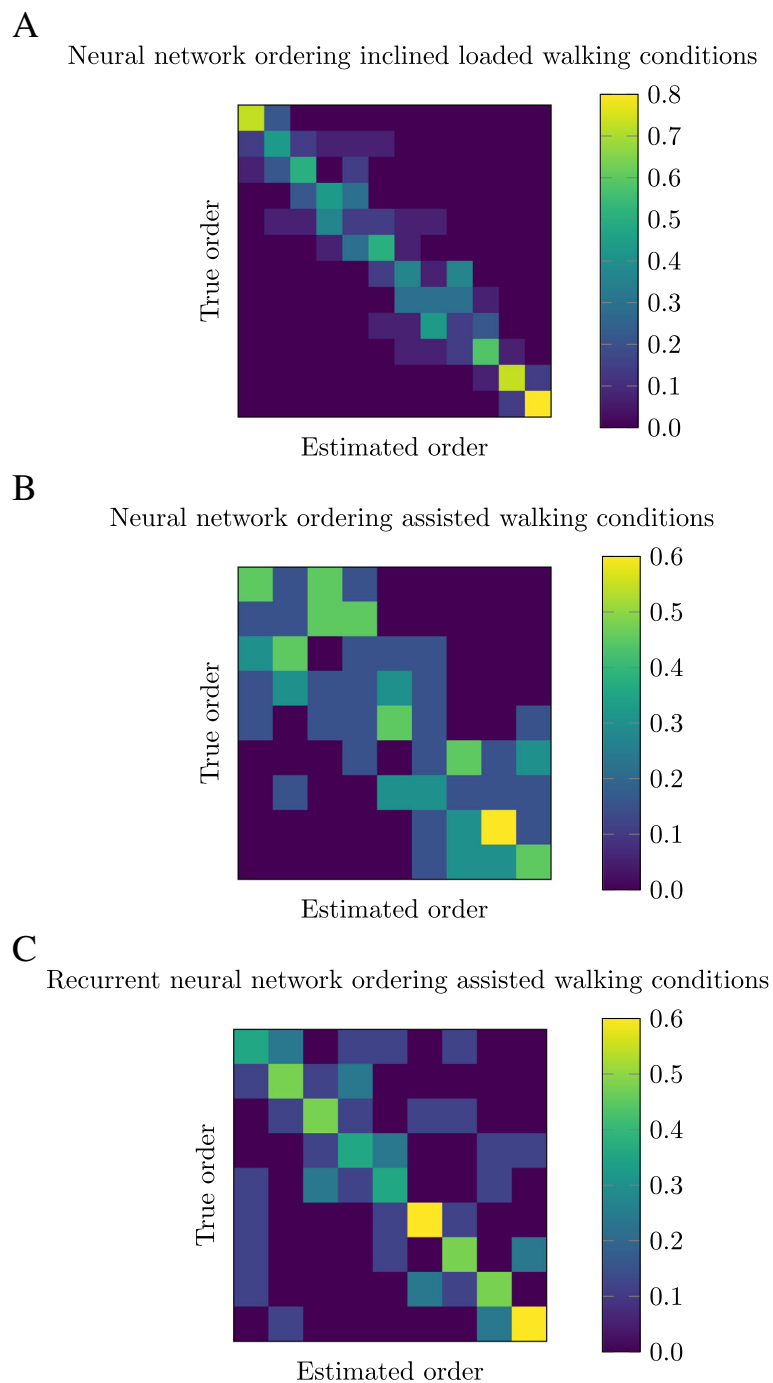 A
Neural network ordering inclined loaded walking conditions
True order
Estimated order
0.8
0.7
0.6
0.5
0.4
0.3
0.2
0.1
0.0
B
Neural network ordering assisted walking conditions
True order
Estimated order
0.6
0.5
0.4
0.3
0.2
0.1
0.0
C
Recurrent neural network ordering assisted walking conditions
True order
Estimated order
0.6
0.5
0.4
0.3
0.2
0.1
0.0